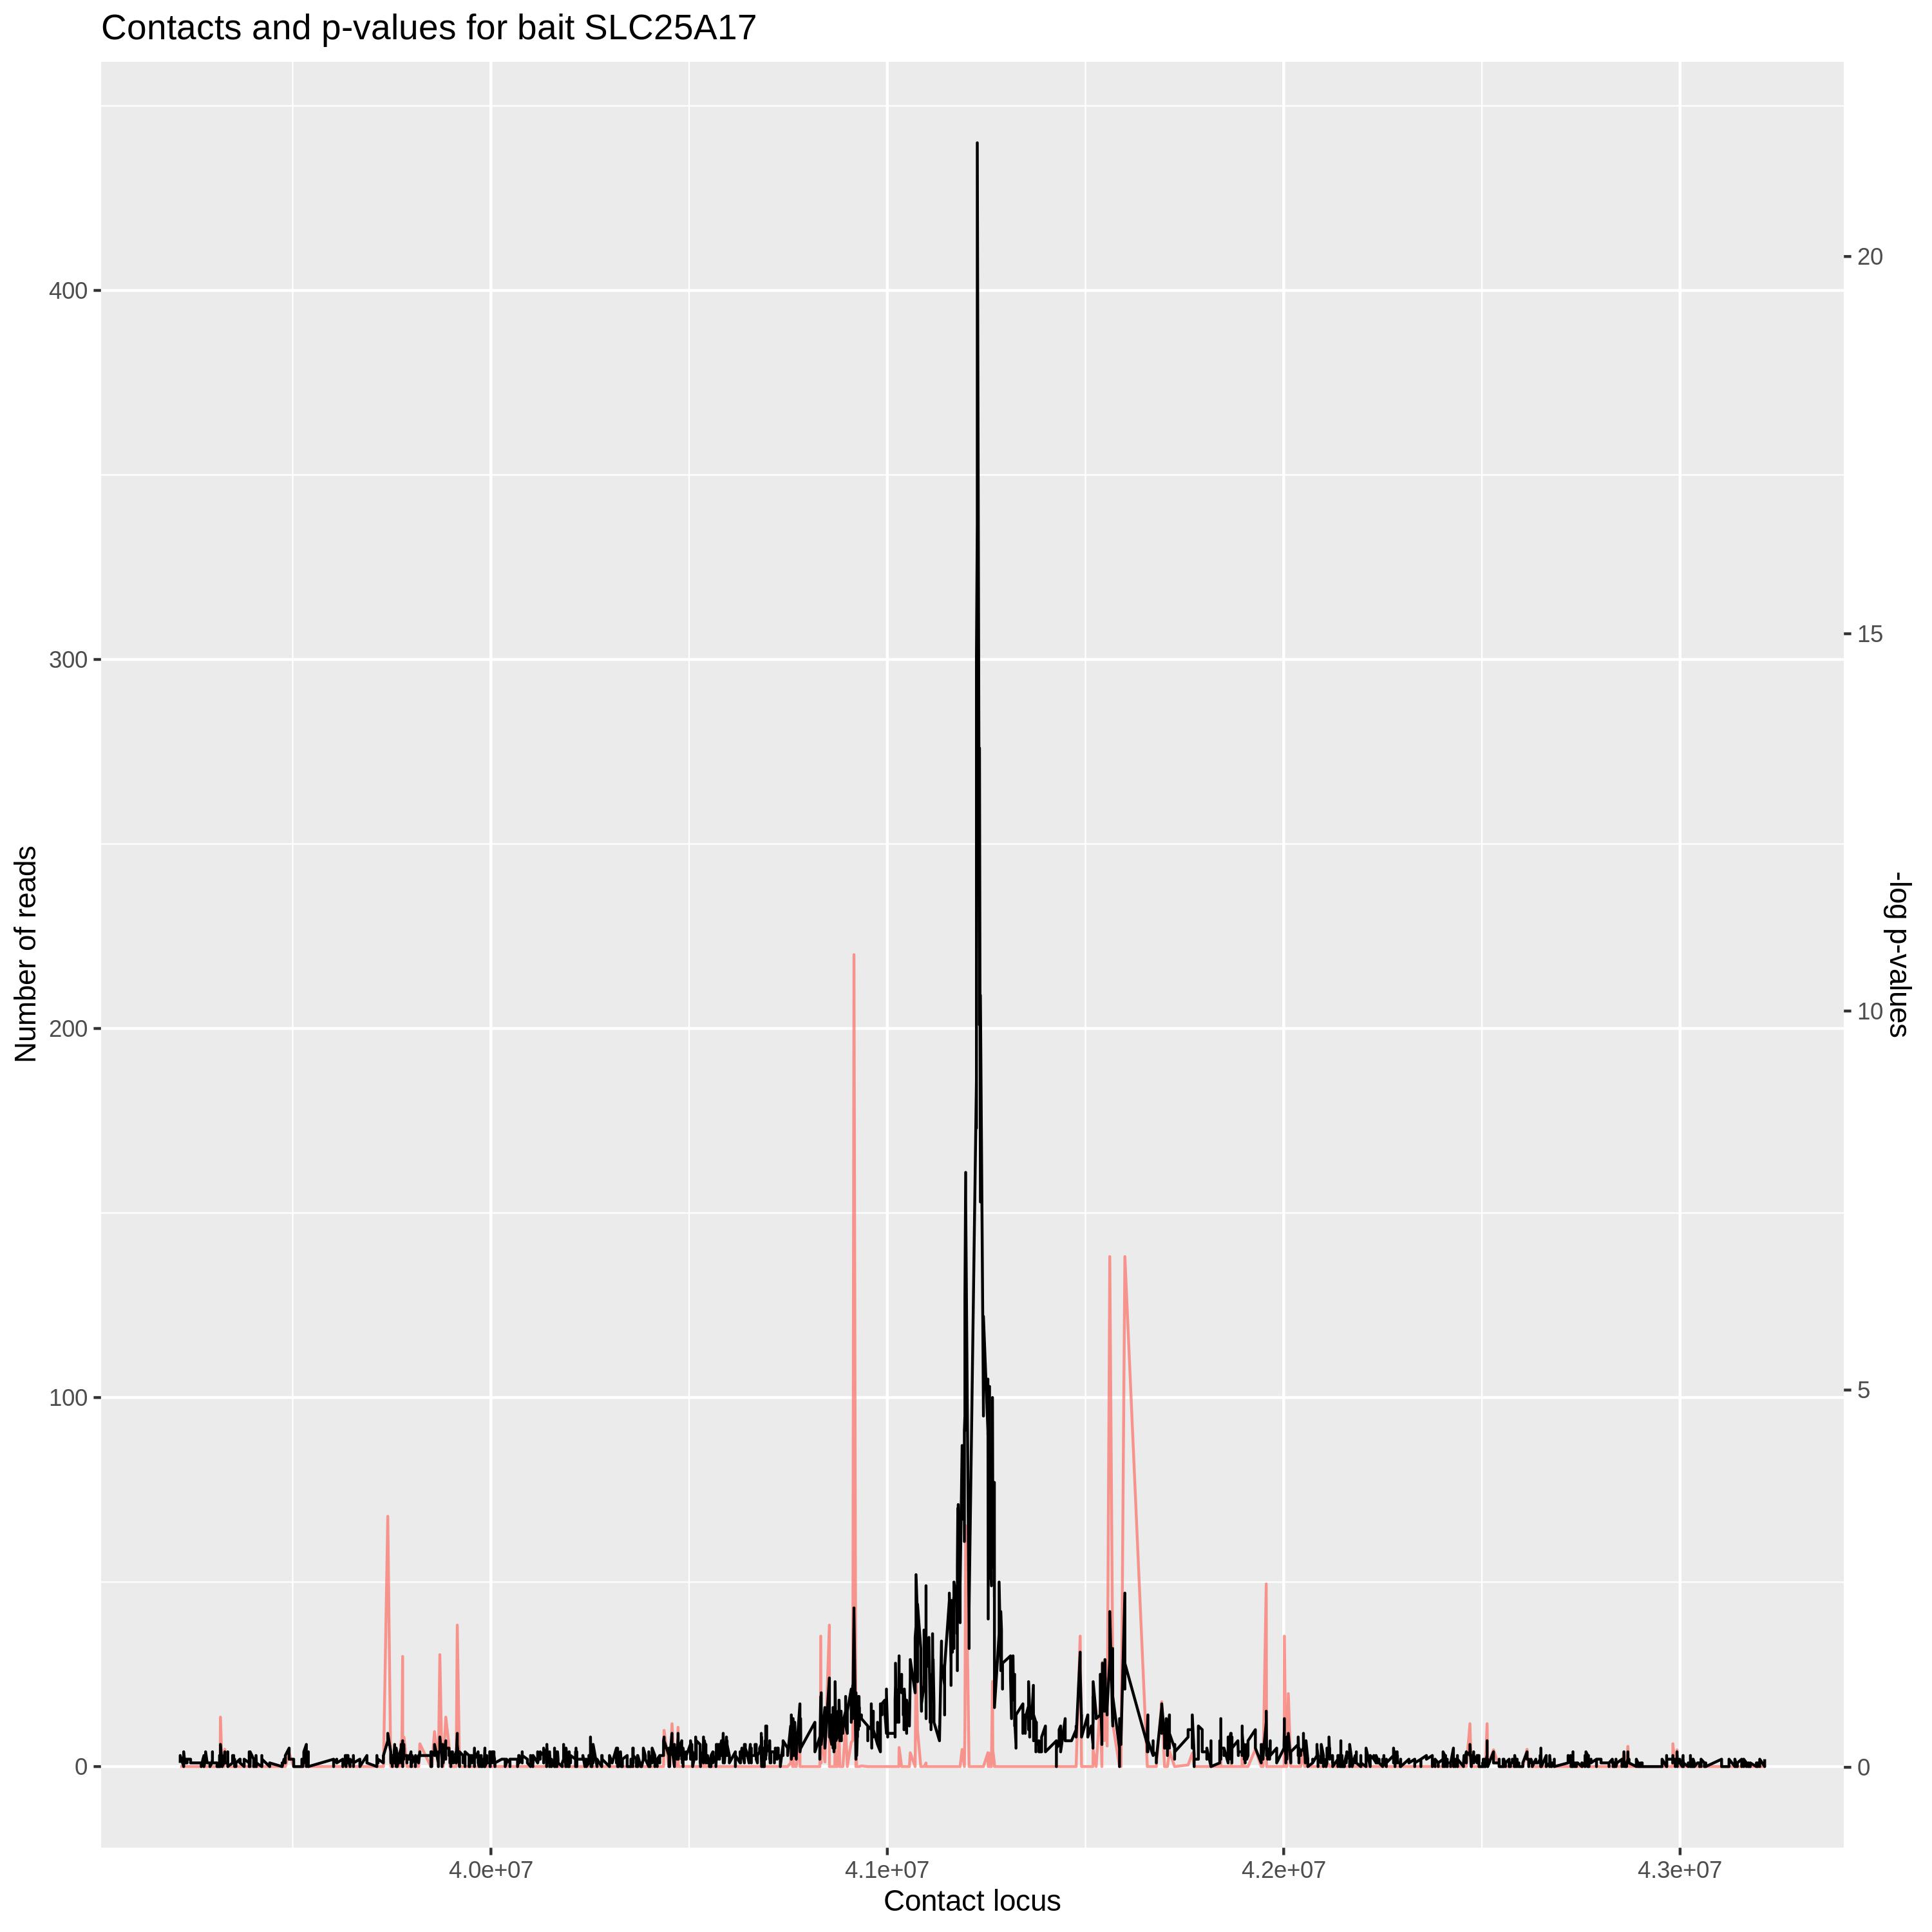 Contacts and p-values for bait SLC25A17
400
300
200
100
0
Number of reads
20
15
10
5
0
-log p-values
4.0e+07
4.1e+07
4.2e+07
4.3e+07
Contact locus